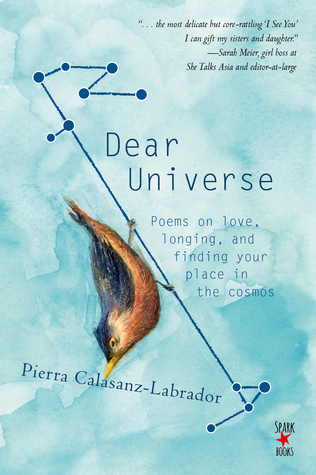 “. . . the most delicate but core-rattling ‘I See You’
I can gift my sisters and daughter.”
—Sarah Meier, girl boss at
She Talks Asia and editor-at-large
Dear
Universe
Poems on love,
longing, and
finding your
place in
the cosmos
Pierra Calasanz-Labrador
SPARK
BOOKS